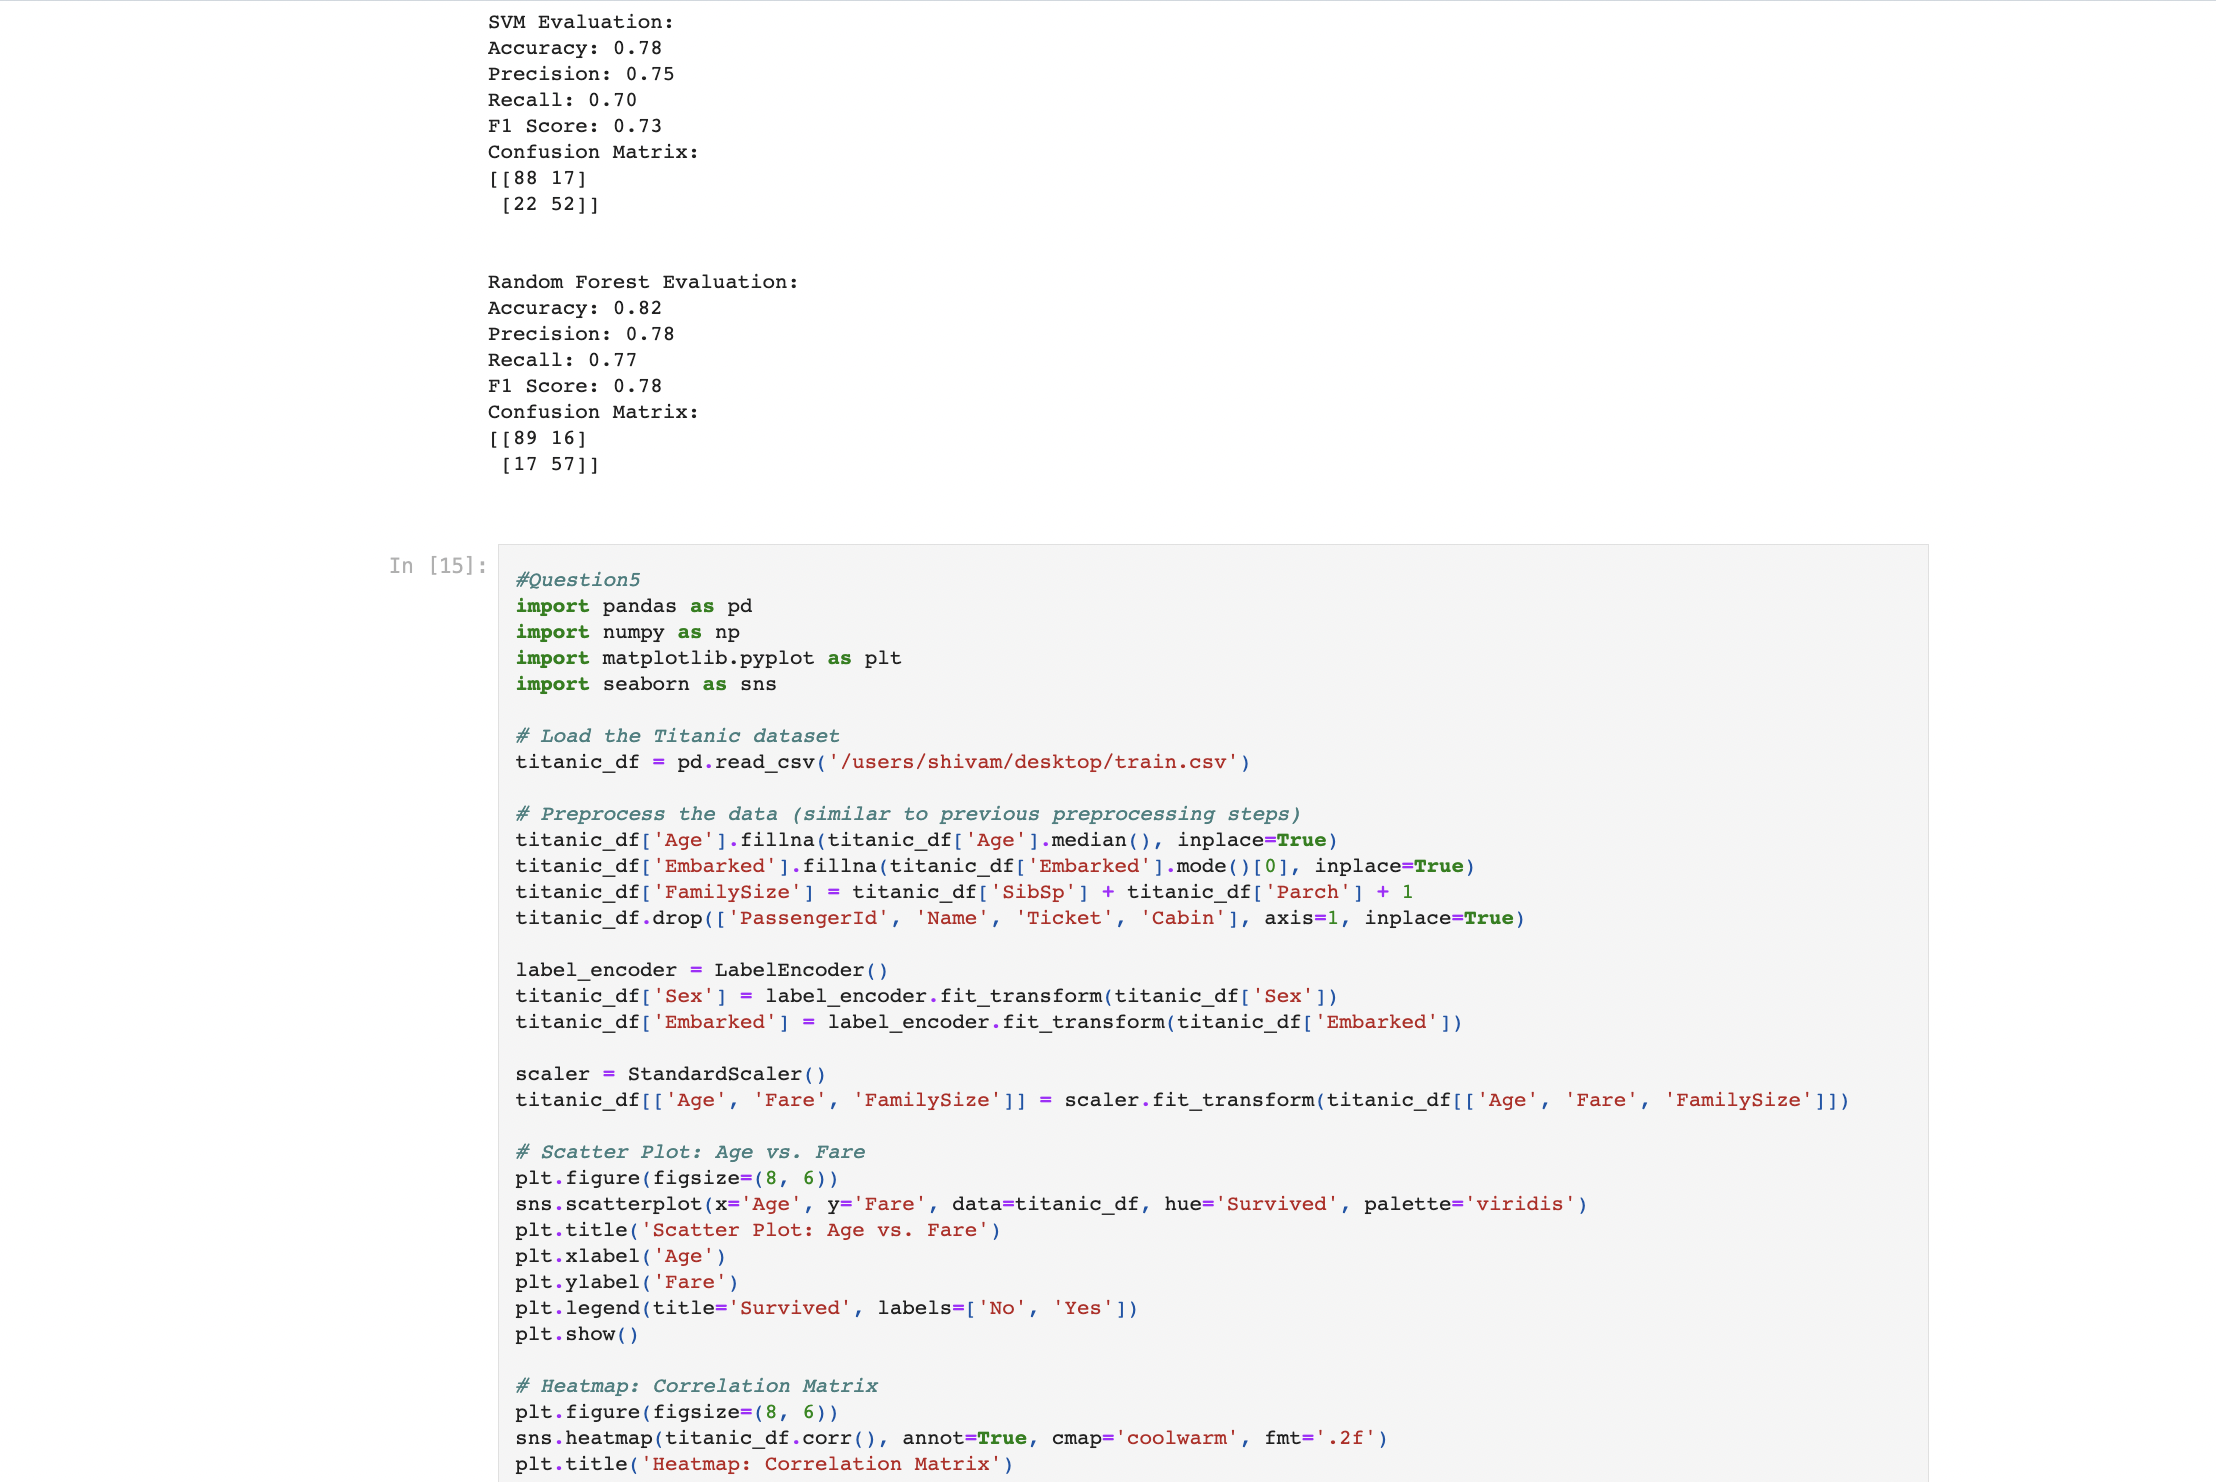 SVM Evaluation:
Accuracy: 0.78
Precision: 0.75
Recall: 0.70
F1 Score: 0.73
Confusion Matrix:
[[88 17]
 [22 52]]
Random Forest Evaluation:
Accuracy: 0.82
Precision: 0.78
Recall: 0.77
F1 Score: 0.78
Confusion Matrix:
[[89 16]
 [17 57]]
In [15]:
#Question5
import pandas as pd
import numpy as np
import matplotlib.pyplot as plt
import seaborn as sns
# Load the Titanic dataset
titanic_df = pd.read_csv('/users/shivam/desktop/train.csv')
# Preprocess the data (similar to previous preprocessing steps)
titanic_df['Age'].fillna(titanic_df['Age'].median(), inplace=True)
titanic_df['Embarked'].fillna(titanic_df['Embarked'].mode()[0], inplace=True)
titanic_df['FamilySize'] = titanic_df['SibSp'] + titanic_df['Parch'] + 1
titanic_df.drop(['PassengerId', 'Name', 'Ticket', 'Cabin'], axis=1, inplace=True)
label_encoder = LabelEncoder()
titanic_df['Sex'] = label_encoder.fit_transform(titanic_df['Sex'])
titanic_df['Embarked'] = label_encoder.fit_transform(titanic_df['Embarked'])
scaler = StandardScaler()
titanic_df[['Age', 'Fare', 'FamilySize']] = scaler.fit_transform(titanic_df[['Age', 'Fare', 'FamilySize']])
# Scatter Plot: Age vs. Fare
plt.figure(figsize=(8, 6))
sns.scatterplot(x='Age', y='Fare', data=titanic_df, hue='Survived', palette='viridis')
plt.title('Scatter Plot: Age vs. Fare')
plt.xlabel('Age')
plt.ylabel('Fare')
plt.legend(title='Survived', labels=['No', 'Yes'])
plt.show()
# Heatmap: Correlation Matrix
plt.figure(figsize=(8, 6))
sns.heatmap(titanic_df.corr(), annot=True, cmap='coolwarm', fmt='.2f')
plt.title('Heatmap: Correlation Matrix')